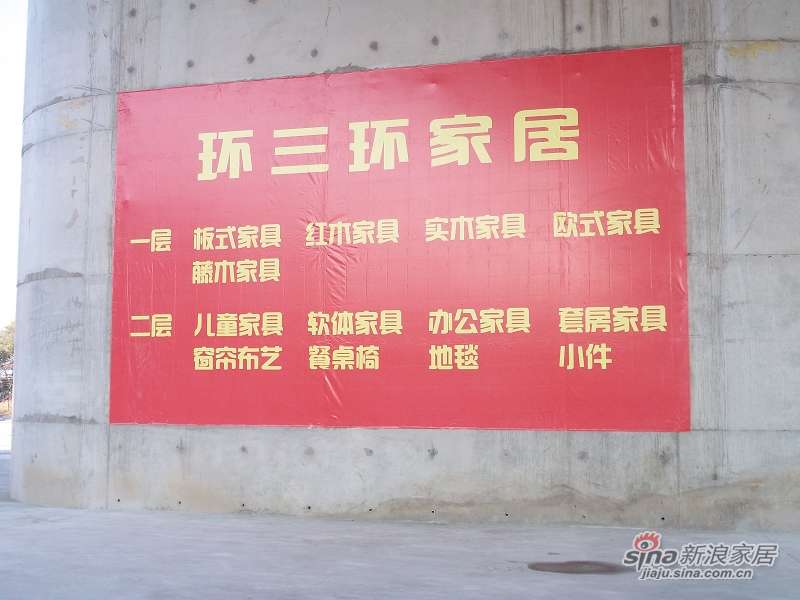 环三环家居
一层 板式家具 红木家具 实木家具 欧式家具
藤木家具
二层 儿童家具 软体家具 办公家具 套房家具
窗帘布艺 餐桌椅 地毯 小件
sina新浪家居
jiaju.sina.com.cn